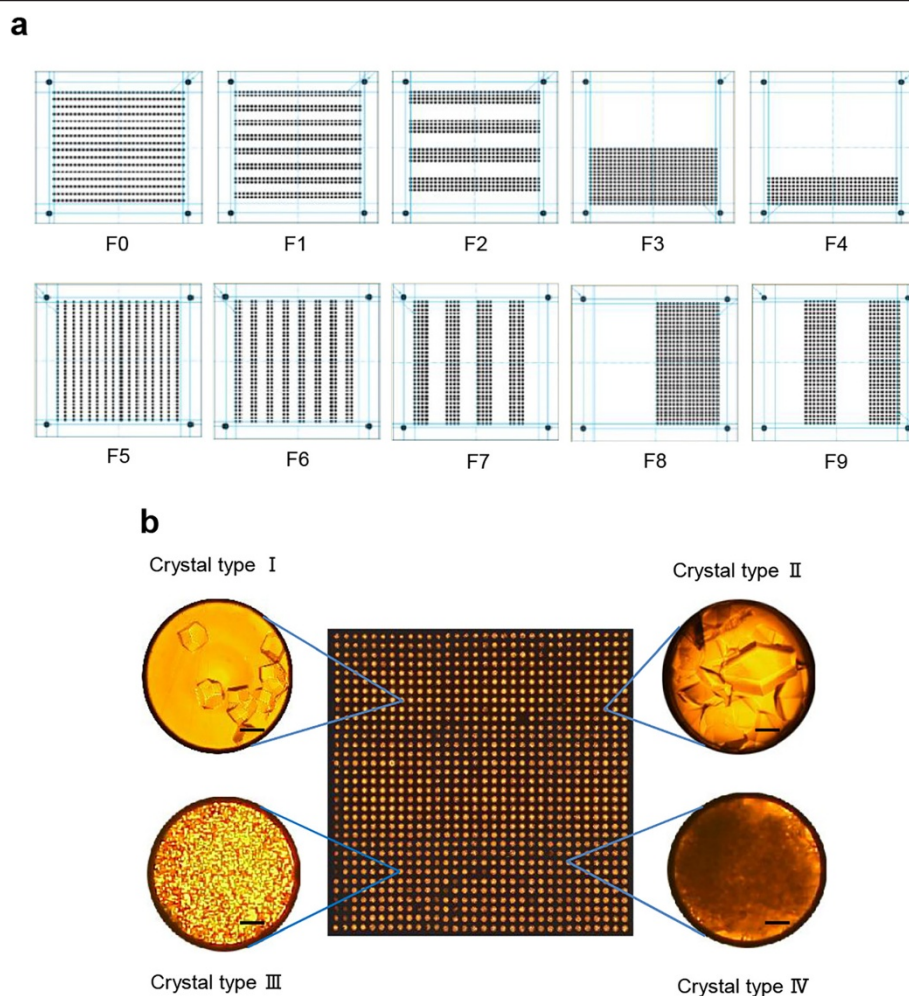 a
F0 F1 F2 F3 F4
F5 F6 F7 F8 F9
b
Crystal type Ⅰ
Crystal type Ⅱ
Crystal type Ⅲ
Crystal type Ⅳ